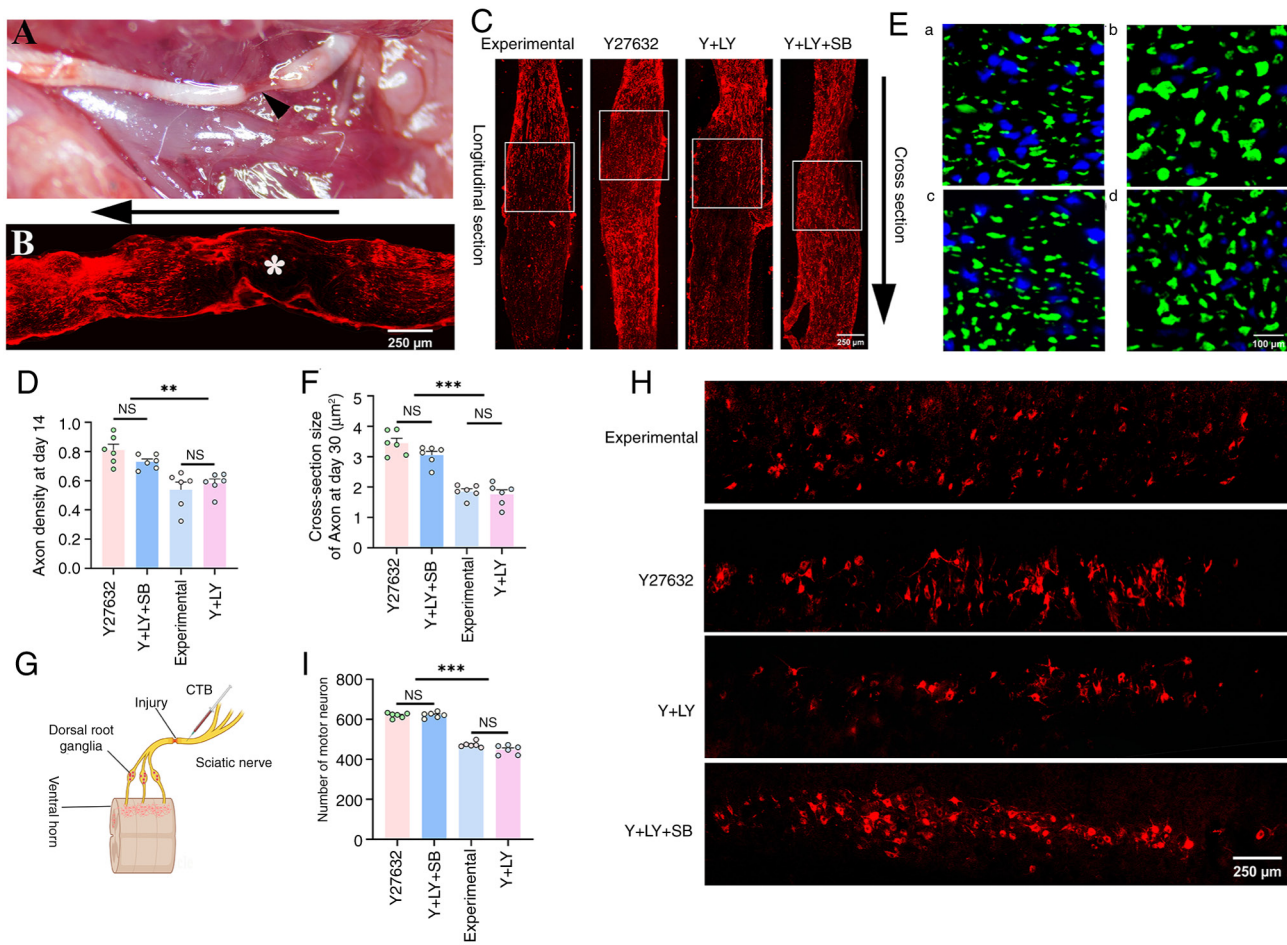 A
B
*
250 µm
C
Experimental
Y27632
Y+LY
Y+LY+SB
Longitudinal section
Cross section
250 µm
E
a
b
c
d
100 µm
D
Axon density at day 14
1.0
0.8
0.6
0.4
0.2
0.0
**
NS
NS
Y27632
Y+LY+SB
Experimental
Y+LY
F
Cross-section size
of Axon at day 30 (µm²)
5
4
3
2
1
0
***
NS
NS
Y27632
Y+LY+SB
Experimental
Y+LY
G
CTB
Injury
Dorsal root
ganglia
Sciatic nerve
Ventral horn
I
Number of motor neuron
800
600
400
200
0
***
NS
NS
Y27632
Y+LY+SB
Experimental
Y+LY
H
Experimental
Y27632
Y+LY
Y+LY+SB
250 µm